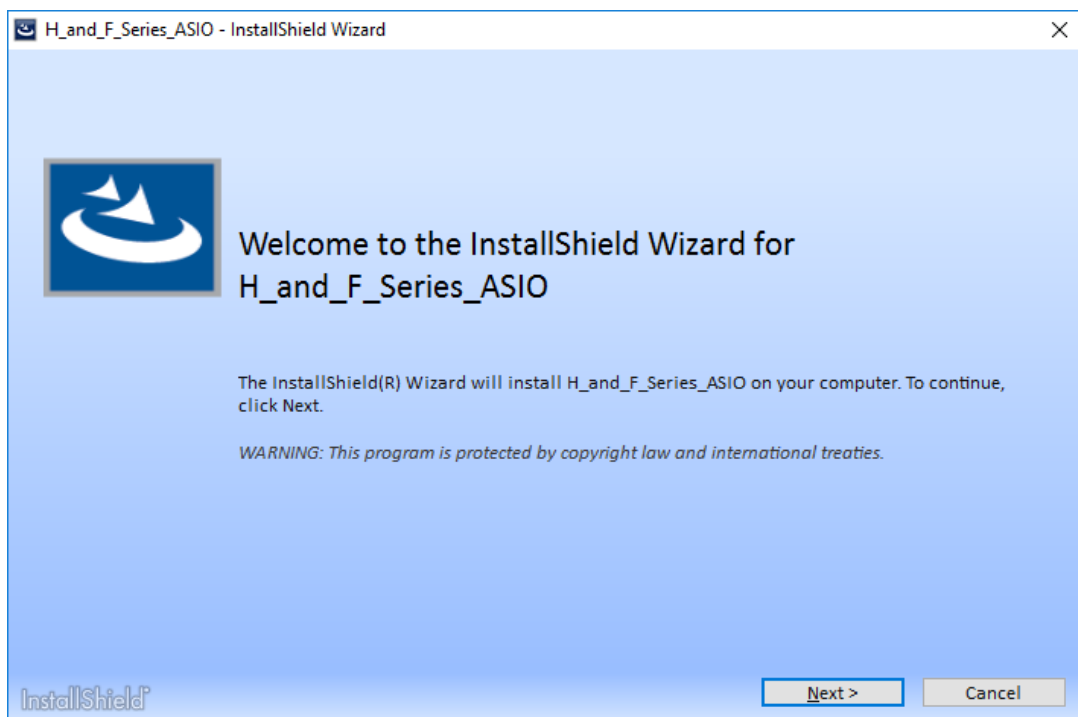 H_and_F_Series_ASIO - InstallShield Wizard
Welcome to the InstallShield Wizard for
H_and_F_Series_ASIO
The InstallShield(R) Wizard will install H_and_F_Series_ASIO on your computer. To continue,
click Next.
WARNING: This program is protected by copyright law and international treaties.
InstallShield
Next >
Cancel